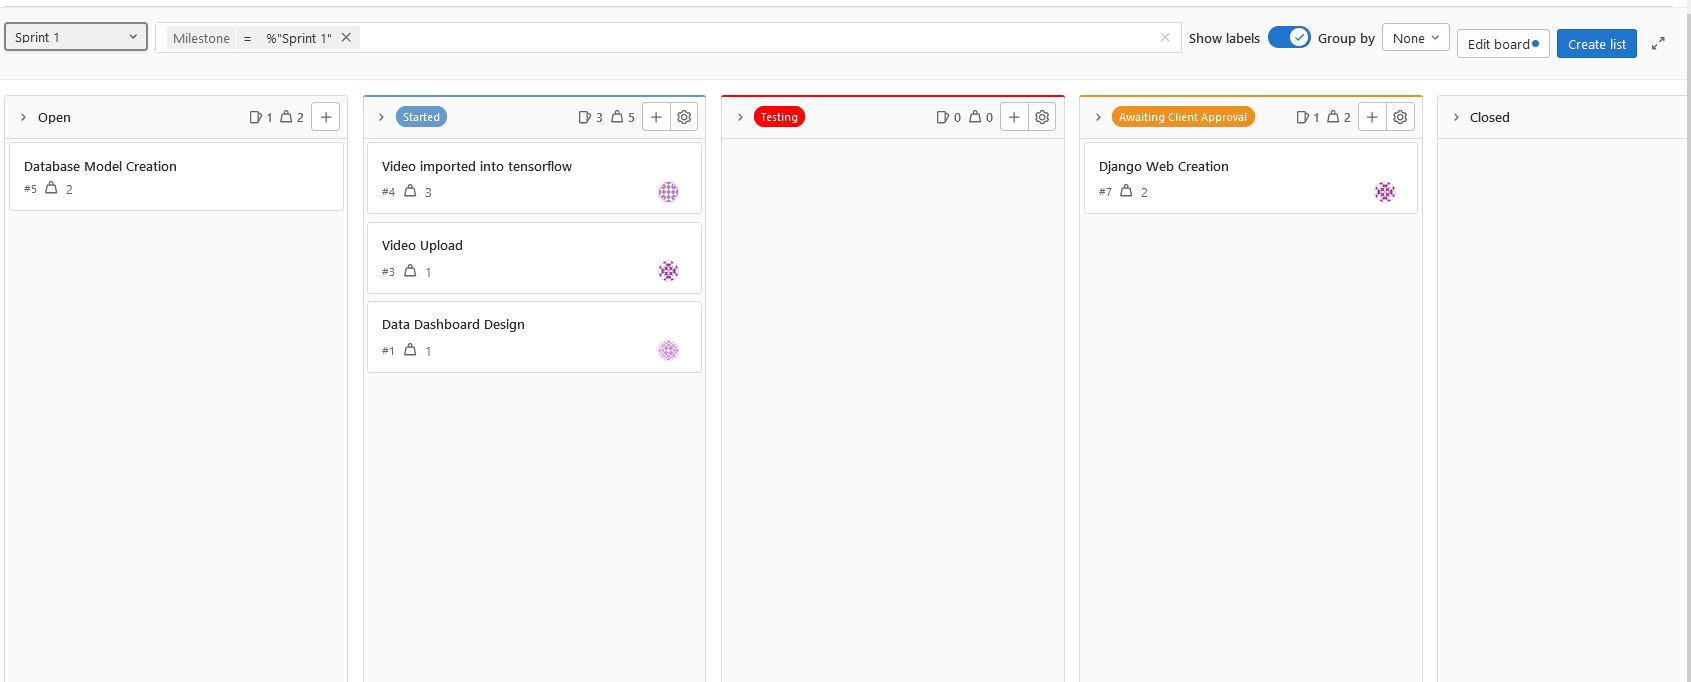 Sprint 1
Milestone = %"Sprint 1"
Show labels
Group by
None
Edit board
Create list
Open 1 2
Database Model Creation
#5 2
Started 3 5
Video imported into tensorflow
#4 3
Video Upload
#3 1
Data Dashboard Design
#1 1
Testing 0 0
Awaiting Client Approval 1 2
Django Web Creation
#7 2
Closed